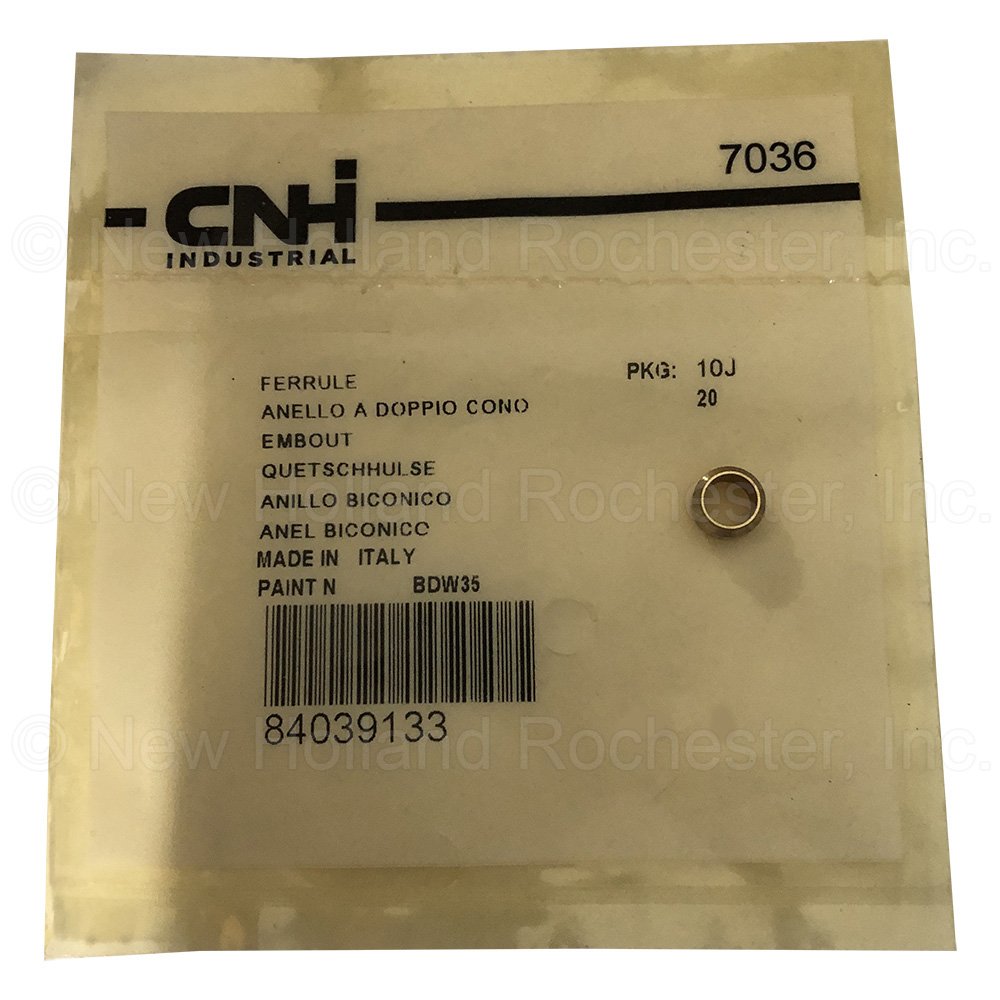 7036
CNH
INDUSTRIAL
© New Holland Rochester, Inc.
FERRULE
PKG: 10J
ANELLO A DOPPIO CONO
20
EMBOUT
QUETSCHHULSE
© New Holland Rochester, Inc.
ANILLO BICONICO
ANEL BICONICO
MADE IN ITALY
PAINT N BDW35
84039133
© New Holland Rochester, Inc.